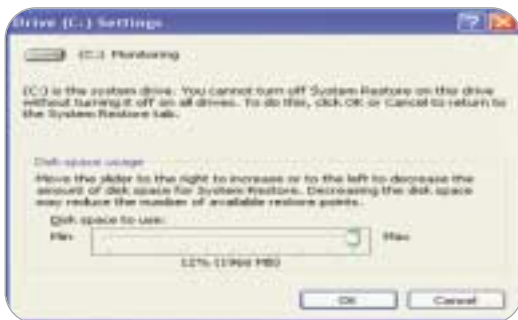 Drive (C:) Settings
(C:) Monitoring
(C:) is the system drive. You cannot turn off System Restore on this drive
without turning it off on all drives. To do this, click OK or Cancel to return to
the System Restore tab.
Disk space usage
Move the slider to the right to increase or to the left to decrease the
amount of disk space for System Restore. Decreasing the disk space
may reduce the number of available restore points.
Disk space to use:
Min
Max
12% (1966 MB)
OK
Cancel